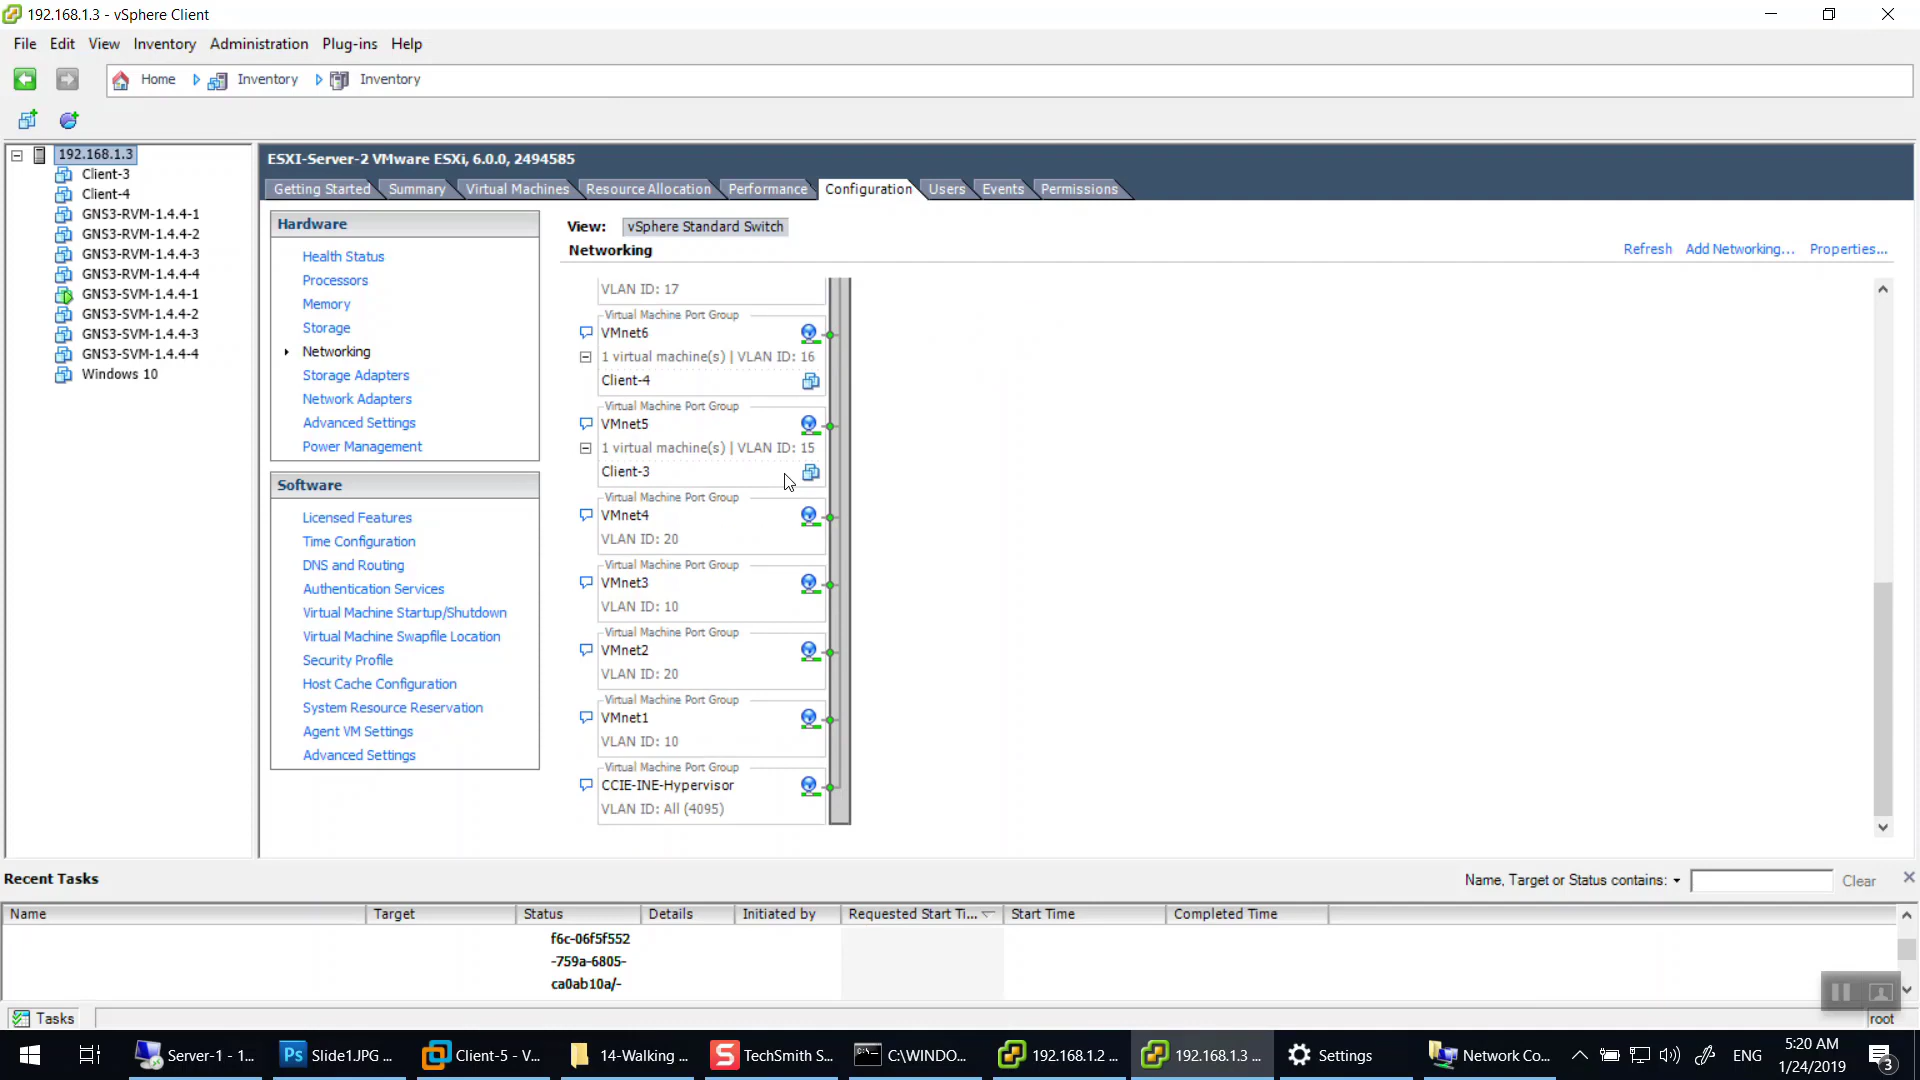 192.168.1.3 - vSphere Client
File Edit View Inventory Administration Plug-ins Help
Home Inventory Inventory
192.168.1.3
Client-3
Client-4
GNS3-RVM-1.4.4-1
GNS3-RVM-1.4.4-2
GNS3-RVM-1.4.4-3
GNS3-RVM-1.4.4-4
GNS3-SVM-1.4.4-1
GNS3-SVM-1.4.4-2
GNS3-SVM-1.4.4-3
GNS3-SVM-1.4.4-4
Windows 10
ESXI-Server-2 VMware ESXi, 6.0.0, 2494585
Getting Started Summary Virtual Machines Resource Allocation Performance Configuration Users Events Permissions
Hardware
Health Status
Processors
Memory
Storage
Networking
Storage Adapters
Network Adapters
Advanced Settings
Power Management
Software
Licensed Features
Time Configuration
DNS and Routing
Authentication Services
Virtual Machine Startup/Shutdown
Virtual Machine Swapfile Location
Security Profile
Host Cache Configuration
System Resource Reservation
Agent VM Settings
Advanced Settings
View: vSphere Standard Switch
Networking
Refresh Add Networking... Properties...
VLAN ID: 17
Virtual Machine Port Group
VMnet6
1 virtual machine(s) | VLAN ID: 16
Client-4
Virtual Machine Port Group
VMnet5
1 virtual machine(s) | VLAN ID: 15
Client-3
Virtual Machine Port Group
VMnet4
VLAN ID: 20
Virtual Machine Port Group
VMnet3
VLAN ID: 10
Virtual Machine Port Group
VMnet2
VLAN ID: 20
Virtual Machine Port Group
VMnet1
VLAN ID: 10
Virtual Machine Port Group
CCIE-INE-Hypervisor
VLAN ID: All (4095)
Recent Tasks
Name, Target or Status contains: Clear
Name Target Status Details Initiated by Requested Start Ti... Start Time Completed Time
f6c-06f5f552
-759a-6805-
ca0ab10a/-
Tasks
root
Server-1 - 1... Slide1.JPG ... Client-5 - V... 14-Walking ... TechSmith S... C:\WINDO... 192.168.1.2 ... 192.168.1.3 ... Settings Network Co... ENG
5:20 AM
1/24/2019
3